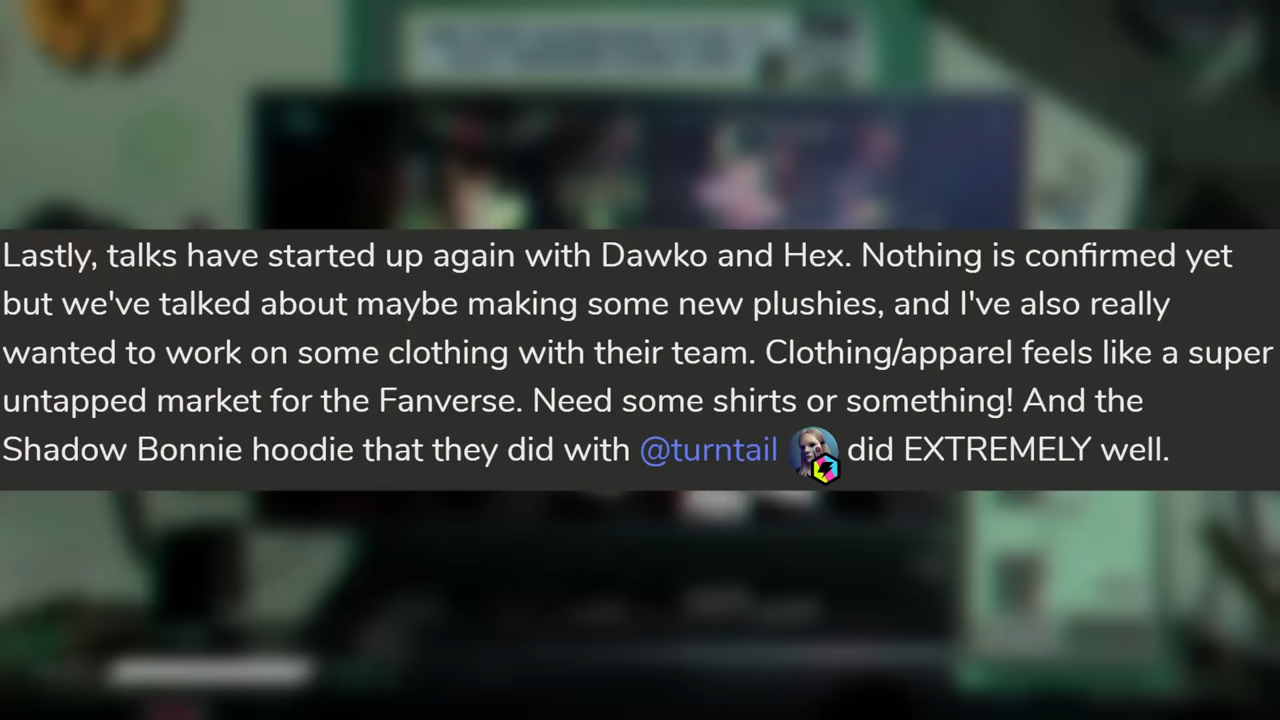 Lastly, talks have started up again with Dawko and Hex. Nothing is confirmed yet
but we've talked about maybe making some new plushies, and I've also really
wanted to work on some clothing with their team. Clothing/apparel feels like a super
untapped market for the Fanverse. Need some shirts or something! And the
Shadow Bonnie hoodie that they did with @turntail did EXTREMELY well.